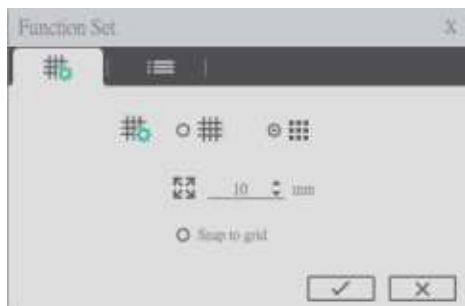 Function Set X
10 mm
Snap to grid